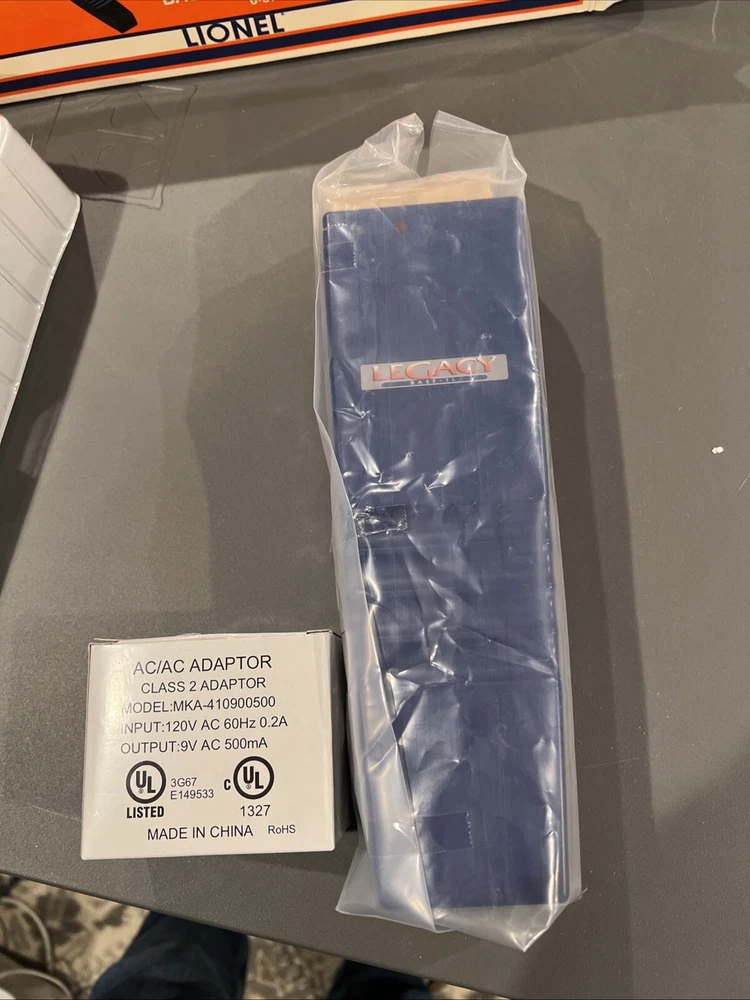 LIONEL
LEGACY
AC/AC ADAPTOR
CLASS 2 ADAPTOR
MODEL:MKA-410900500
INPUT:120V AC 60Hz 0.2A
OUTPUT:9V AC 500mA
UL
3G67
E149533
C UL
LISTED
1327
MADE IN CHINA RoHS